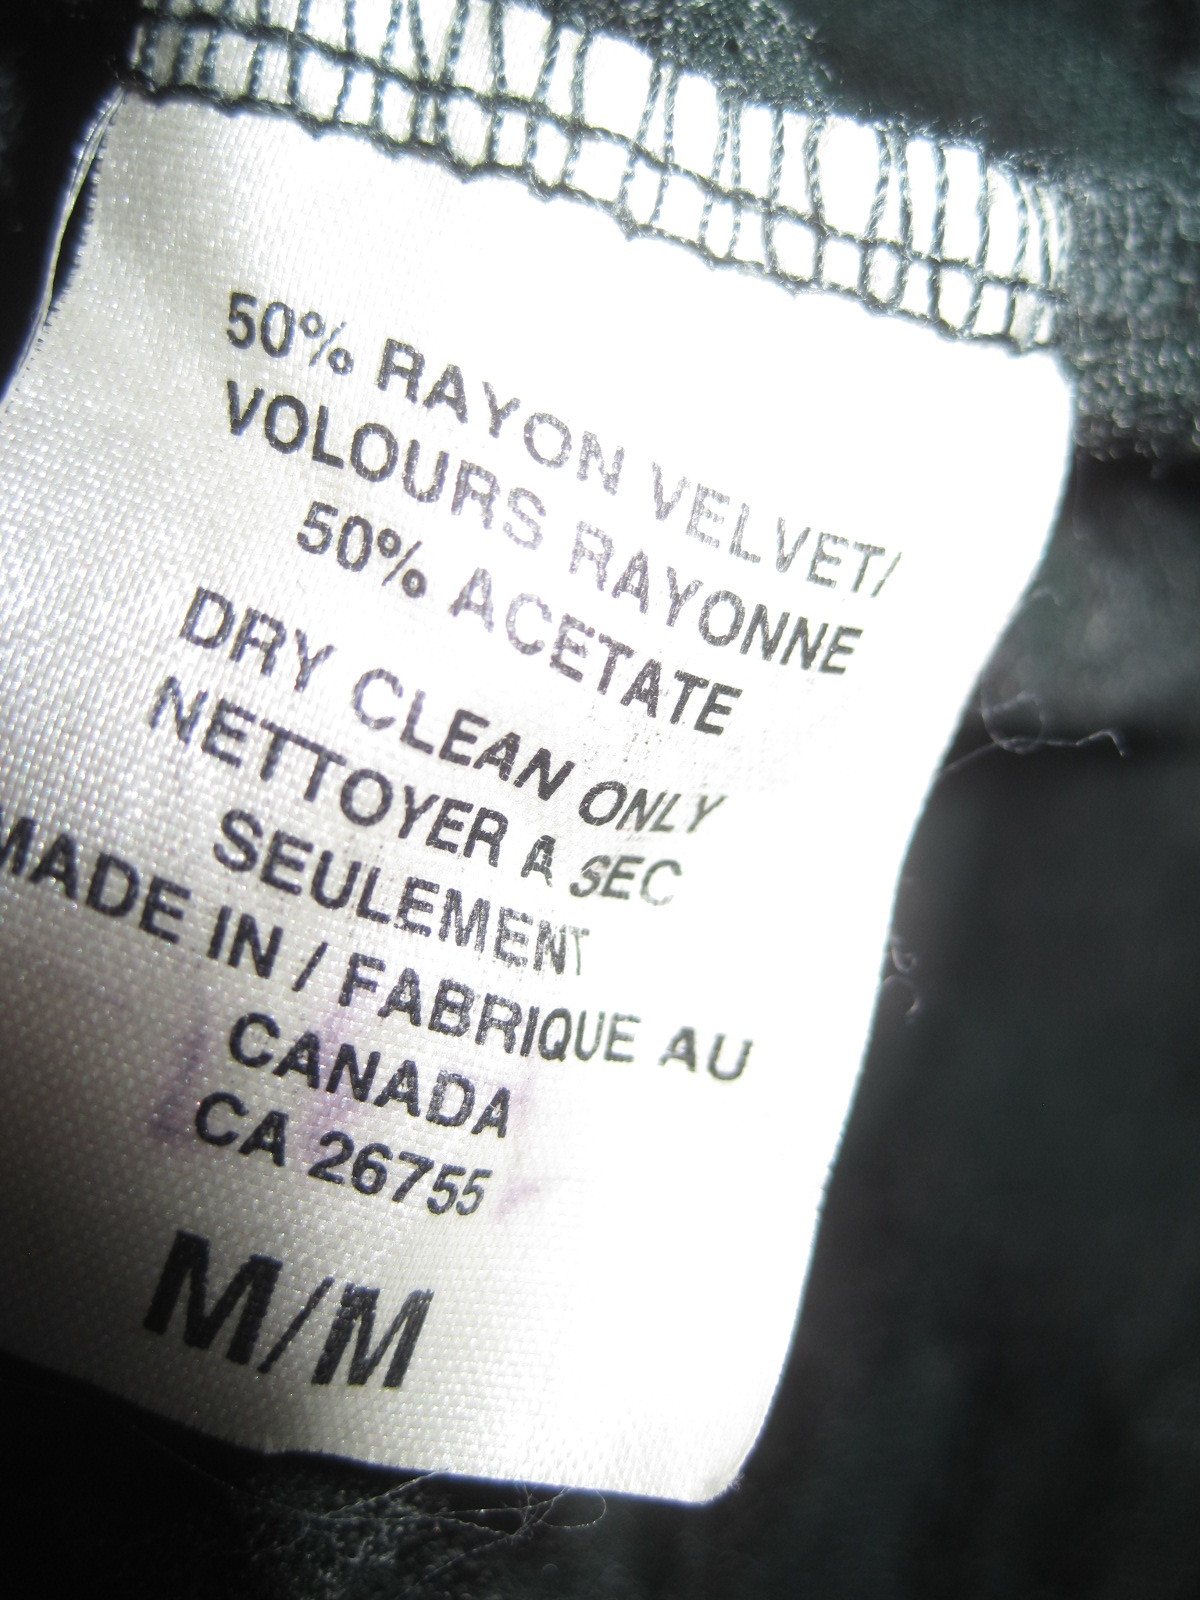 50% RAYON VELVET/
VOLOURS RAYONNE
50% ACETATE
DRY CLEAN ONLY
NETTOYER A SEC
SEULEMENT
MADE IN / FABRIQUE AU
CANADA
CA 26755
M/M